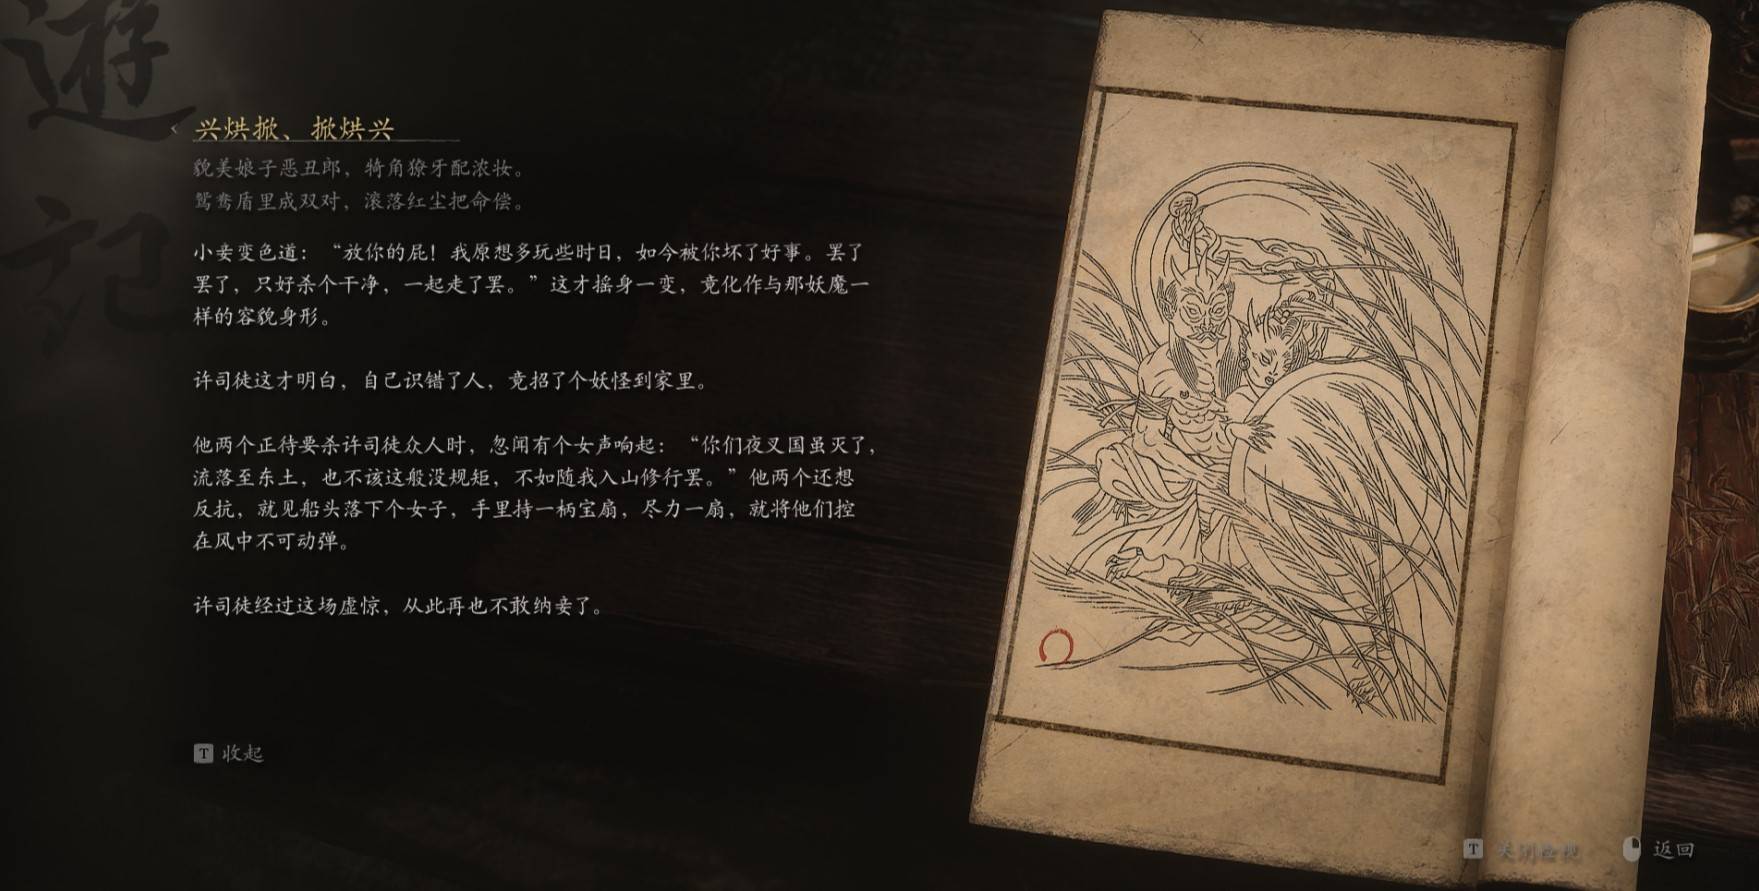 遊
记
兴烘掀、掀烘兴
貌美娘子恶丑郎，犄角獠牙配浓妆。
鸳鸯盾里成双对，滚落红尘把命偿。
小妾变色道：“放你的屁！我原想多玩些时日，如今被你坏了好事。罢了
罢了，只好杀个干净，一起走了罢。”这才摇身一变，竟化作与那妖魔一
样的容貌身形。
许司徒这才明白，自己识错了人，竟招了个妖怪到家里。
他两个正待要杀许司徒众人时，忽闻有个女声响起：“你们夜叉国虽灭了，
流落至东土，也不该这般没规矩，不如随我入山修行罢。”他两个还想
反抗，就见船头落下个女子，手里持一柄宝扇，尽力一扇，就将他们控
在风中不可动弹。
许司徒经过这场虚惊，从此再也不敢纳妾了。
T 收起
T
返回